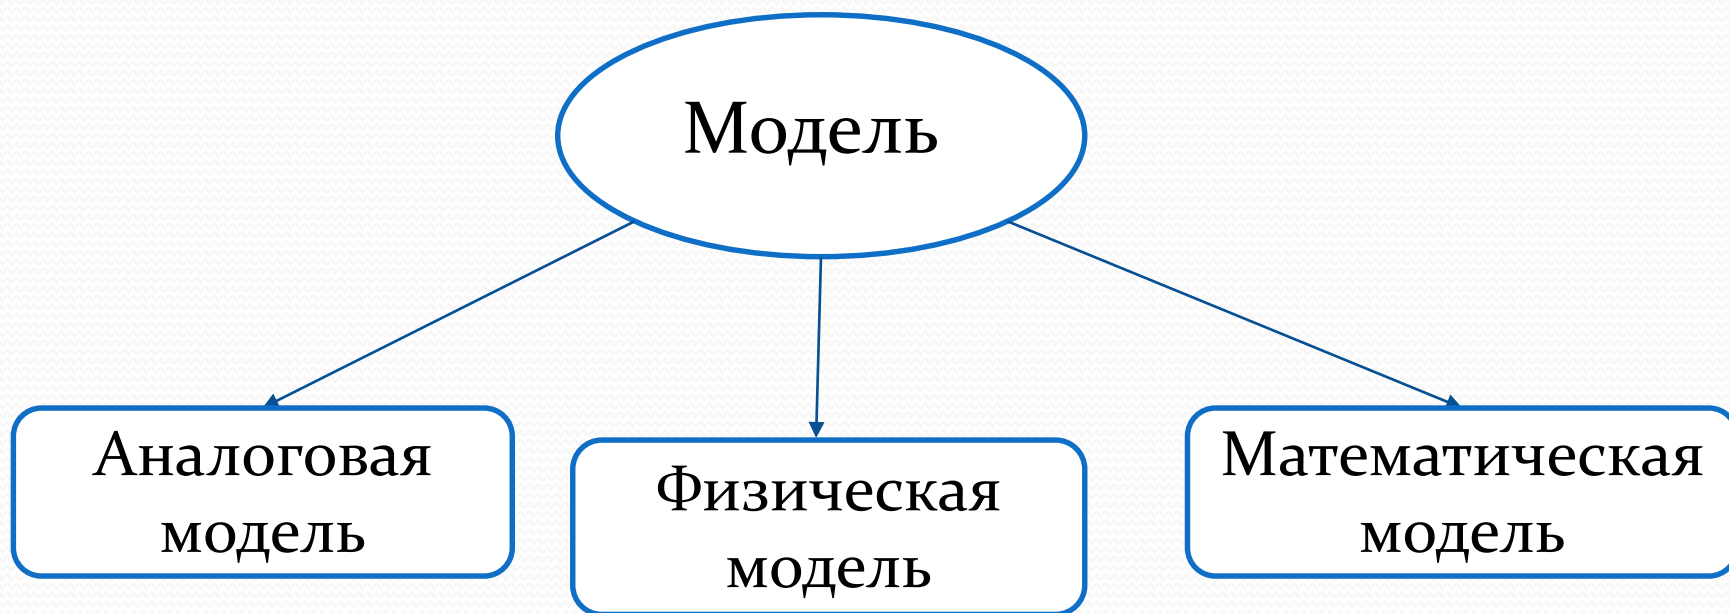 Модель
Аналоговая
модель
Физическая
модель
Математическая
модель